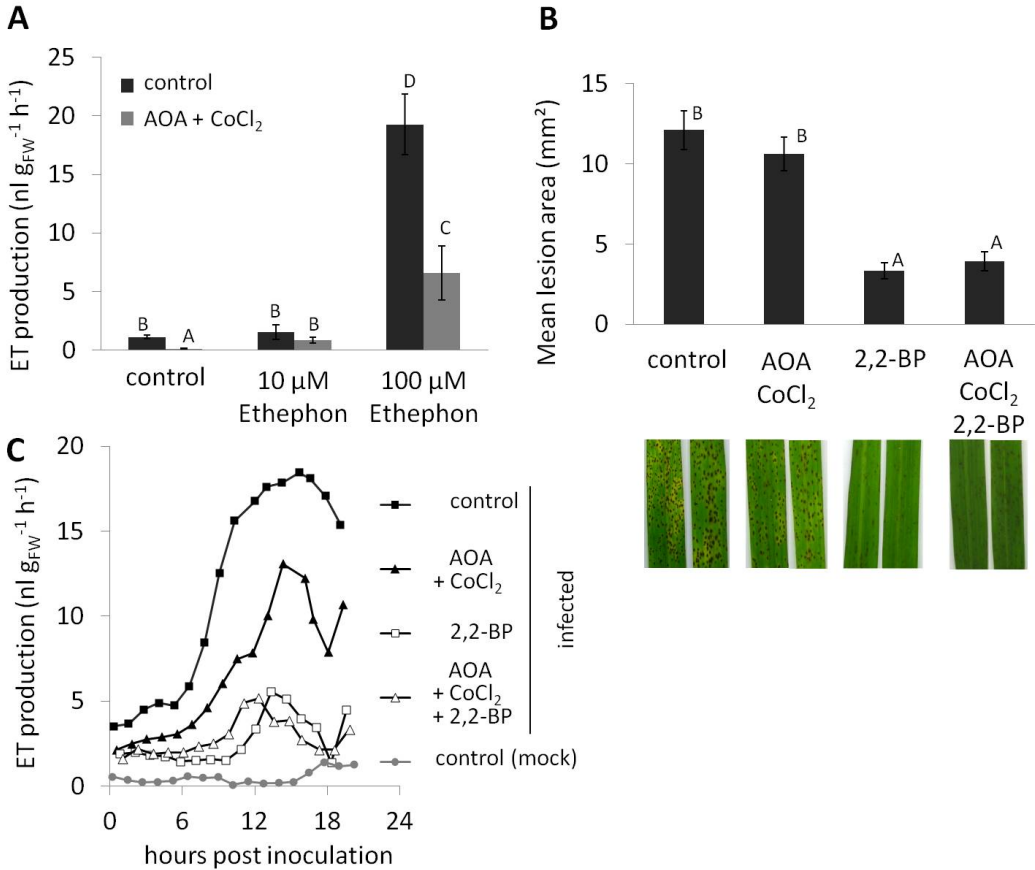 A
ET production (nl gFW⁻¹ h⁻¹)
25
20
15
10
5
0
control
AOA + CoCl₂
B
A
B
B
D
C
control
10 µM
Ethephon
100 µM
Ethephon
B
Mean lesion area (mm²)
15
10
5
0
B
B
A
A
control
AOA
CoCl₂
2,2-BP
AOA
CoCl₂
2,2-BP
C
ET production (nl gFW⁻¹ h⁻¹)
20
15
10
5
0
0
6
12
18
24
hours post inoculation
control
AOA
+ CoCl₂
2,2-BP
AOA
+ CoCl₂
+ 2,2-BP
control (mock)
infected